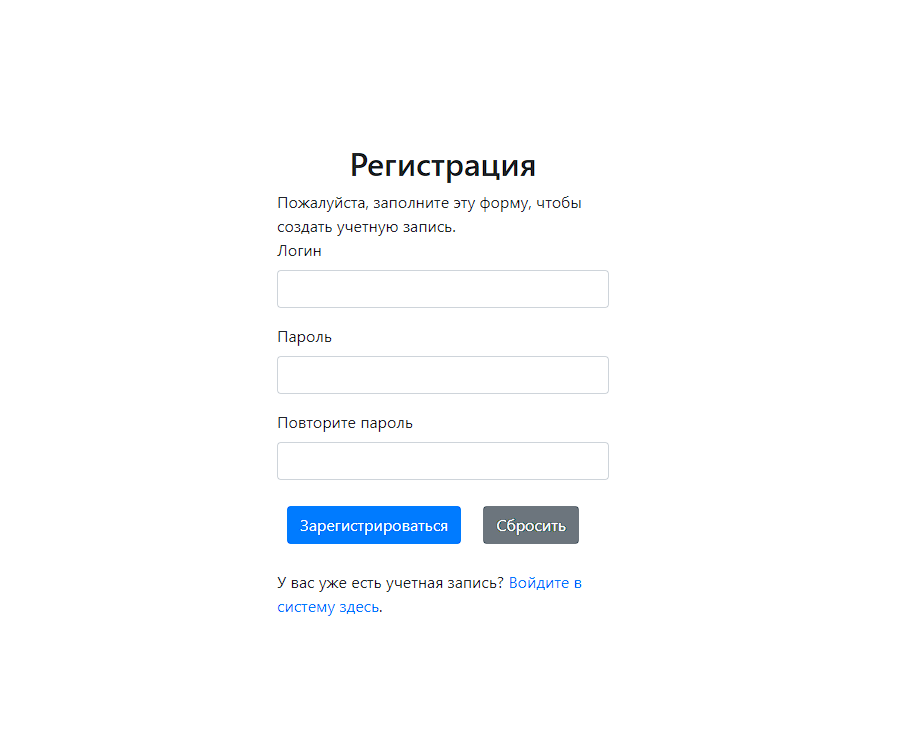 Регистрация
Пожалуйста, заполните эту форму, чтобы
создать учетную запись.
Логин
Пароль
Повторите пароль
Зарегистрироваться Сбросить
У вас уже есть учетная запись? Войдите в
систему здесь.